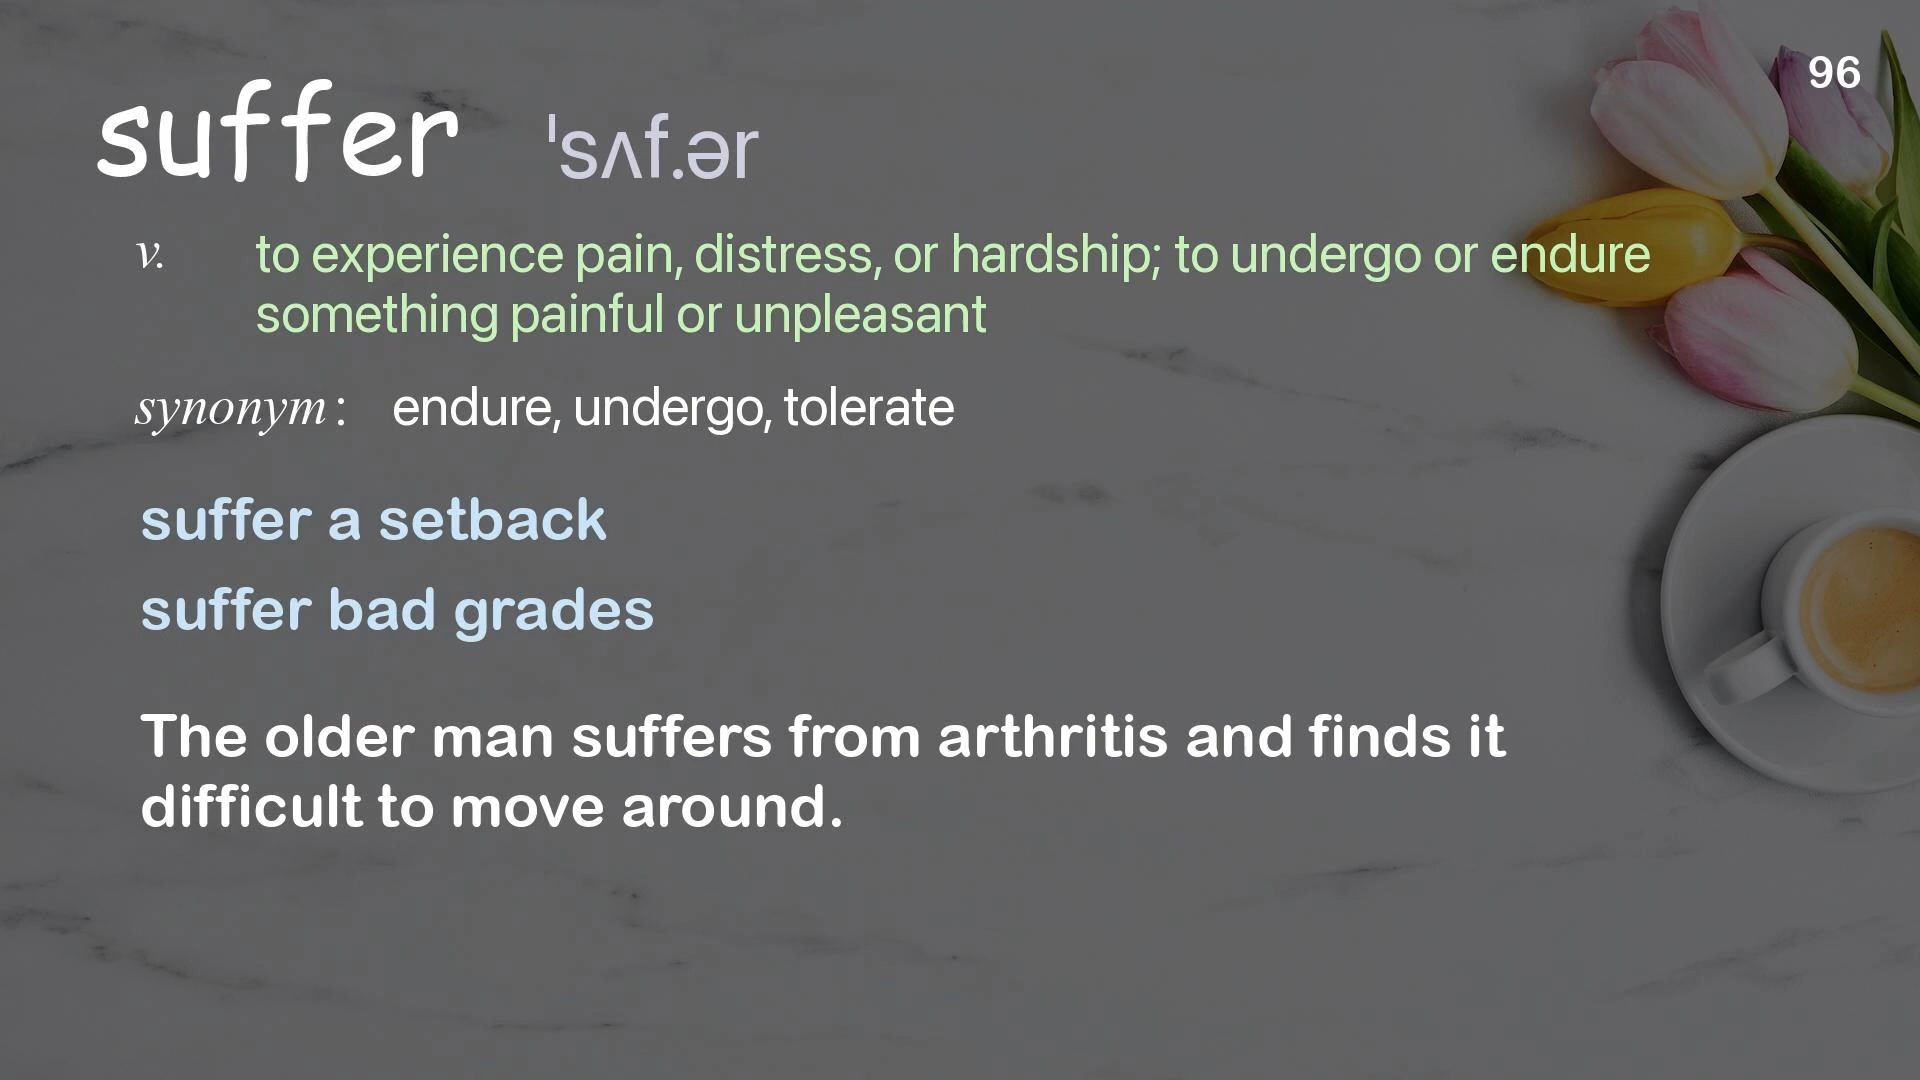 96
suffer ˈsʌf.ər
v. to experience pain, distress, or hardship; to undergo or endure
something painful or unpleasant
synonym: endure, undergo, tolerate
suffer a setback
suffer bad grades
The older man suffers from arthritis and finds it
difficult to move around.